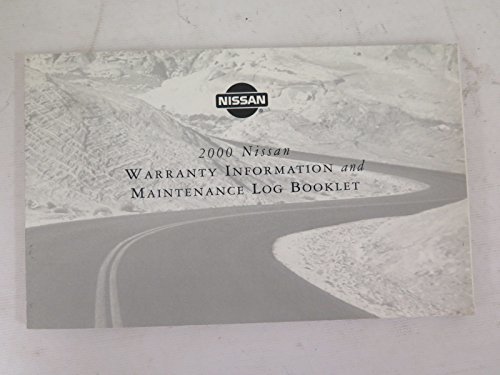 NISSAN
2000 Nissan
WARRANTY INFORMATION and
MAINTENANCE LOG BOOKLET